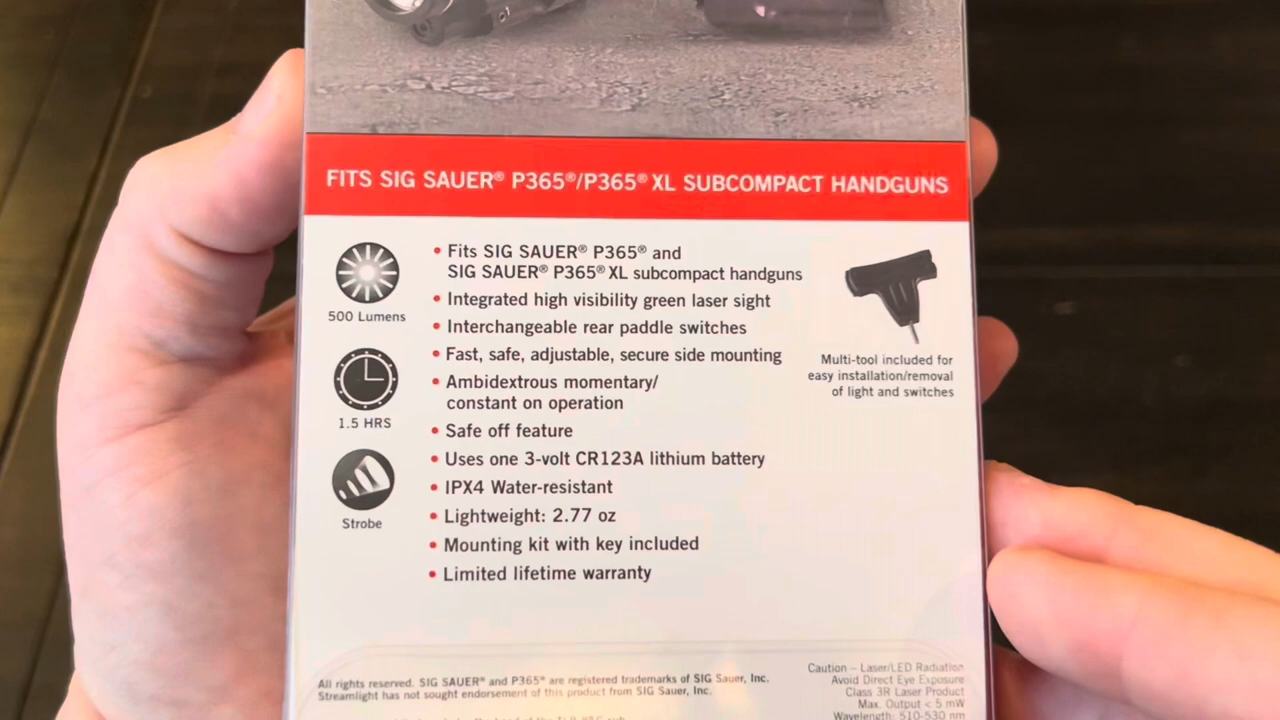 FITS SIG SAUER® P365®/P365® XL SUBCOMPACT HANDGUNS
500 Lumens
1.5 HRS
Strobe
• Fits SIG SAUER® P365® and
SIG SAUER® P365® XL subcompact handguns
• Integrated high visibility green laser sight
• Interchangeable rear paddle switches
• Fast, safe, adjustable, secure side mounting
• Ambidextrous momentary/
constant on operation
• Safe off feature
• Uses one 3-volt CR123A lithium battery
• IPX4 Water-resistant
• Lightweight: 2.77 oz
• Mounting kit with key included
• Limited lifetime warranty
Multi-tool included for
easy installation/removal
of light and switches
All rights reserved. SIG SAUER® and P365® are registered trademarks of SIG Sauer, Inc.
Streamlight has not sought endorsement of this product from SIG Sauer, Inc.
Caution – Laser/LED Radiation
Avoid Direct Eye Exposure
Class 3R Laser Product
Max. Output < 5 mW
Wavelength: 510-530 nm